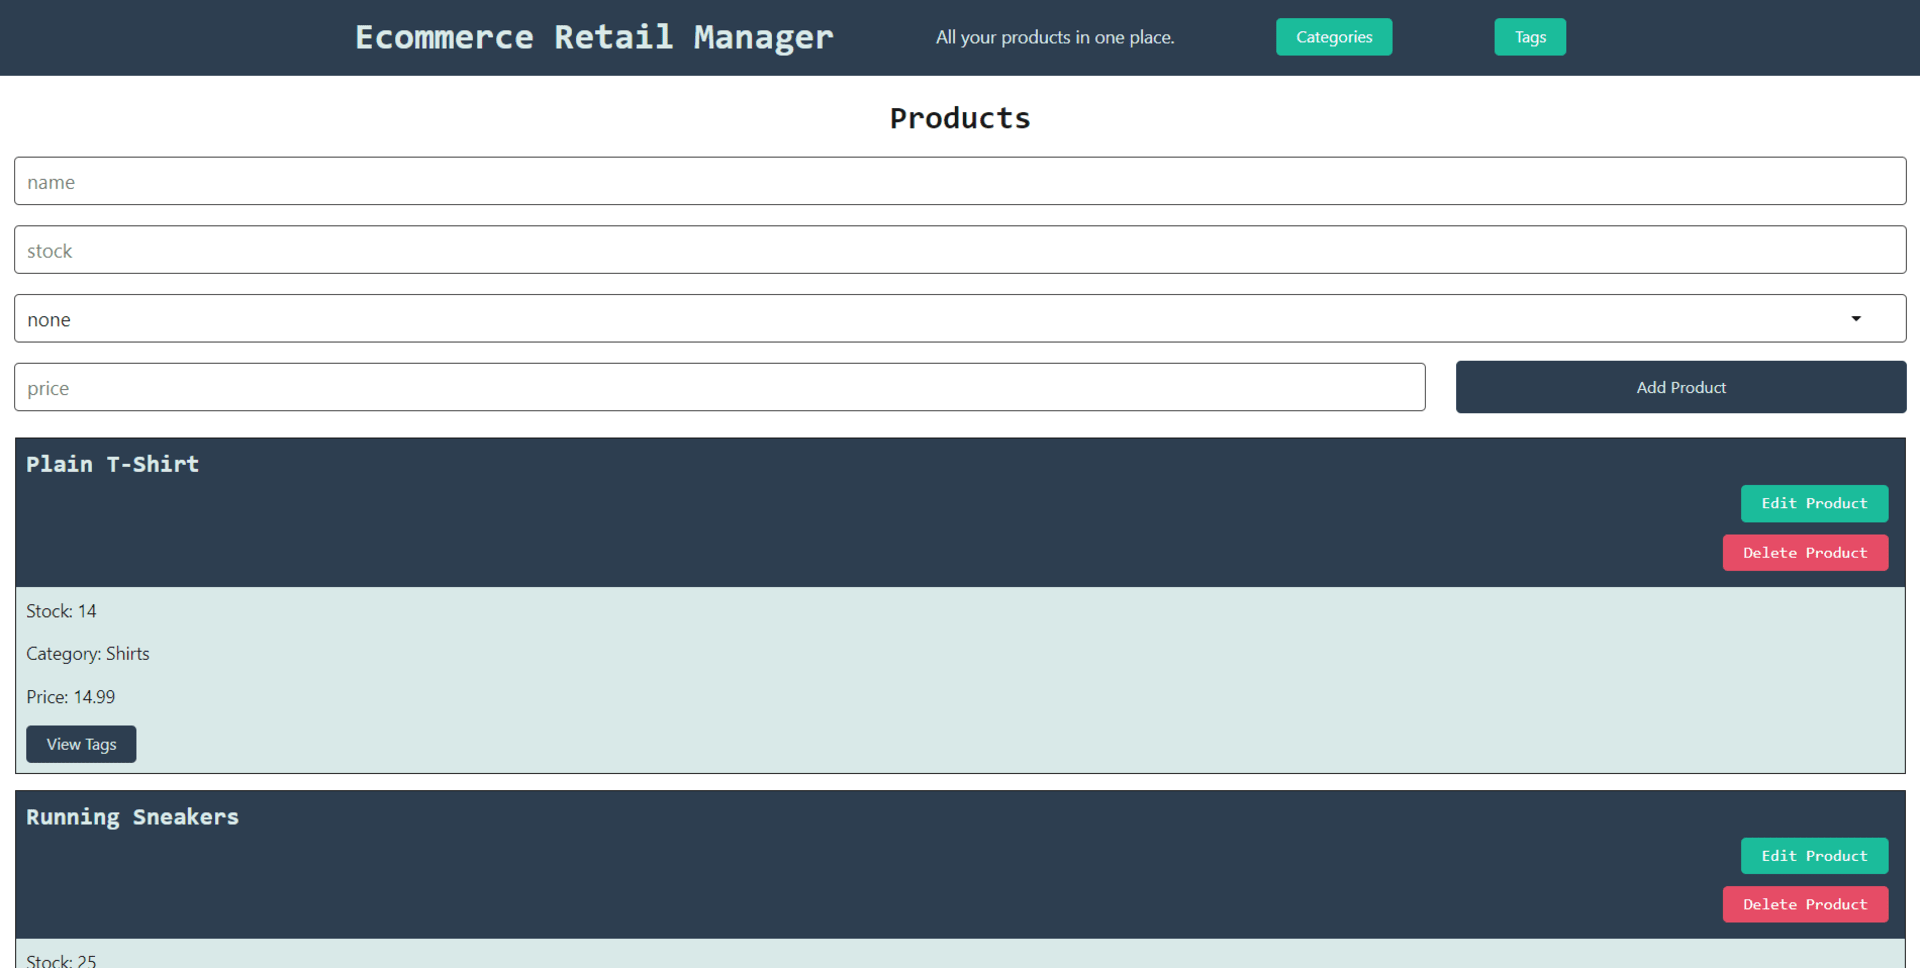 Ecommerce Retail Manager
All your products in one place.
Categories
Tags
Products
name
stock
none
price
Add Product
Plain T-Shirt
Edit Product
Delete Product
Stock: 14
Category: Shirts
Price: 14.99
View Tags
Running Sneakers
Edit Product
Delete Product
Stock: 25